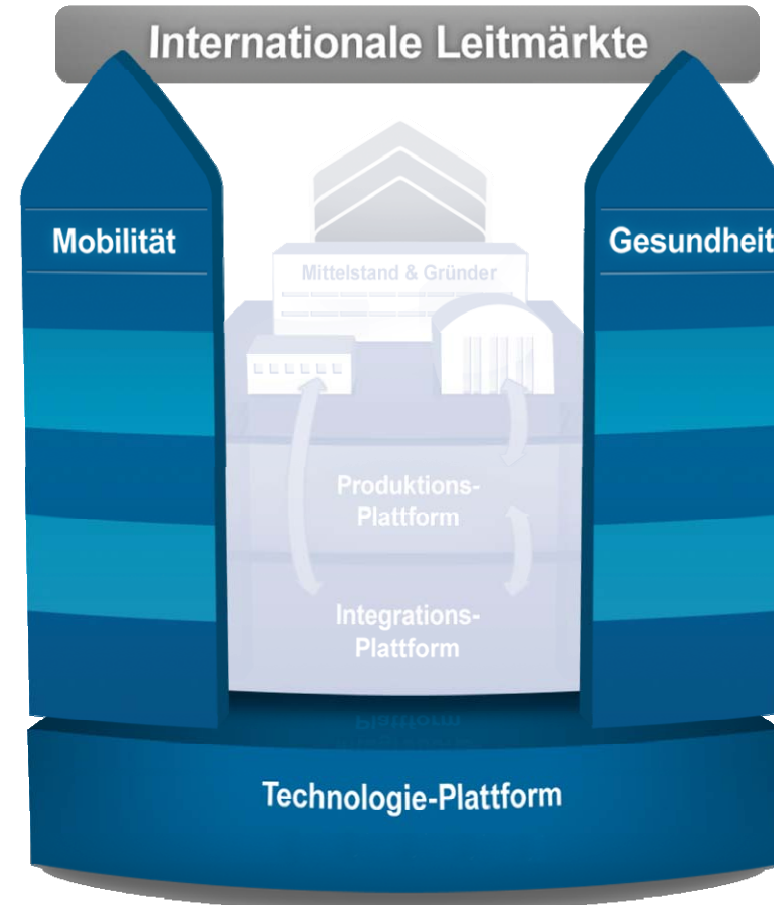 Internationale Leitmärkte
Mobilität
Gesundheit
Mittelstand & Gründer
Produktions-
Plattform
Integrations-
Plattform
Technologie-Plattform